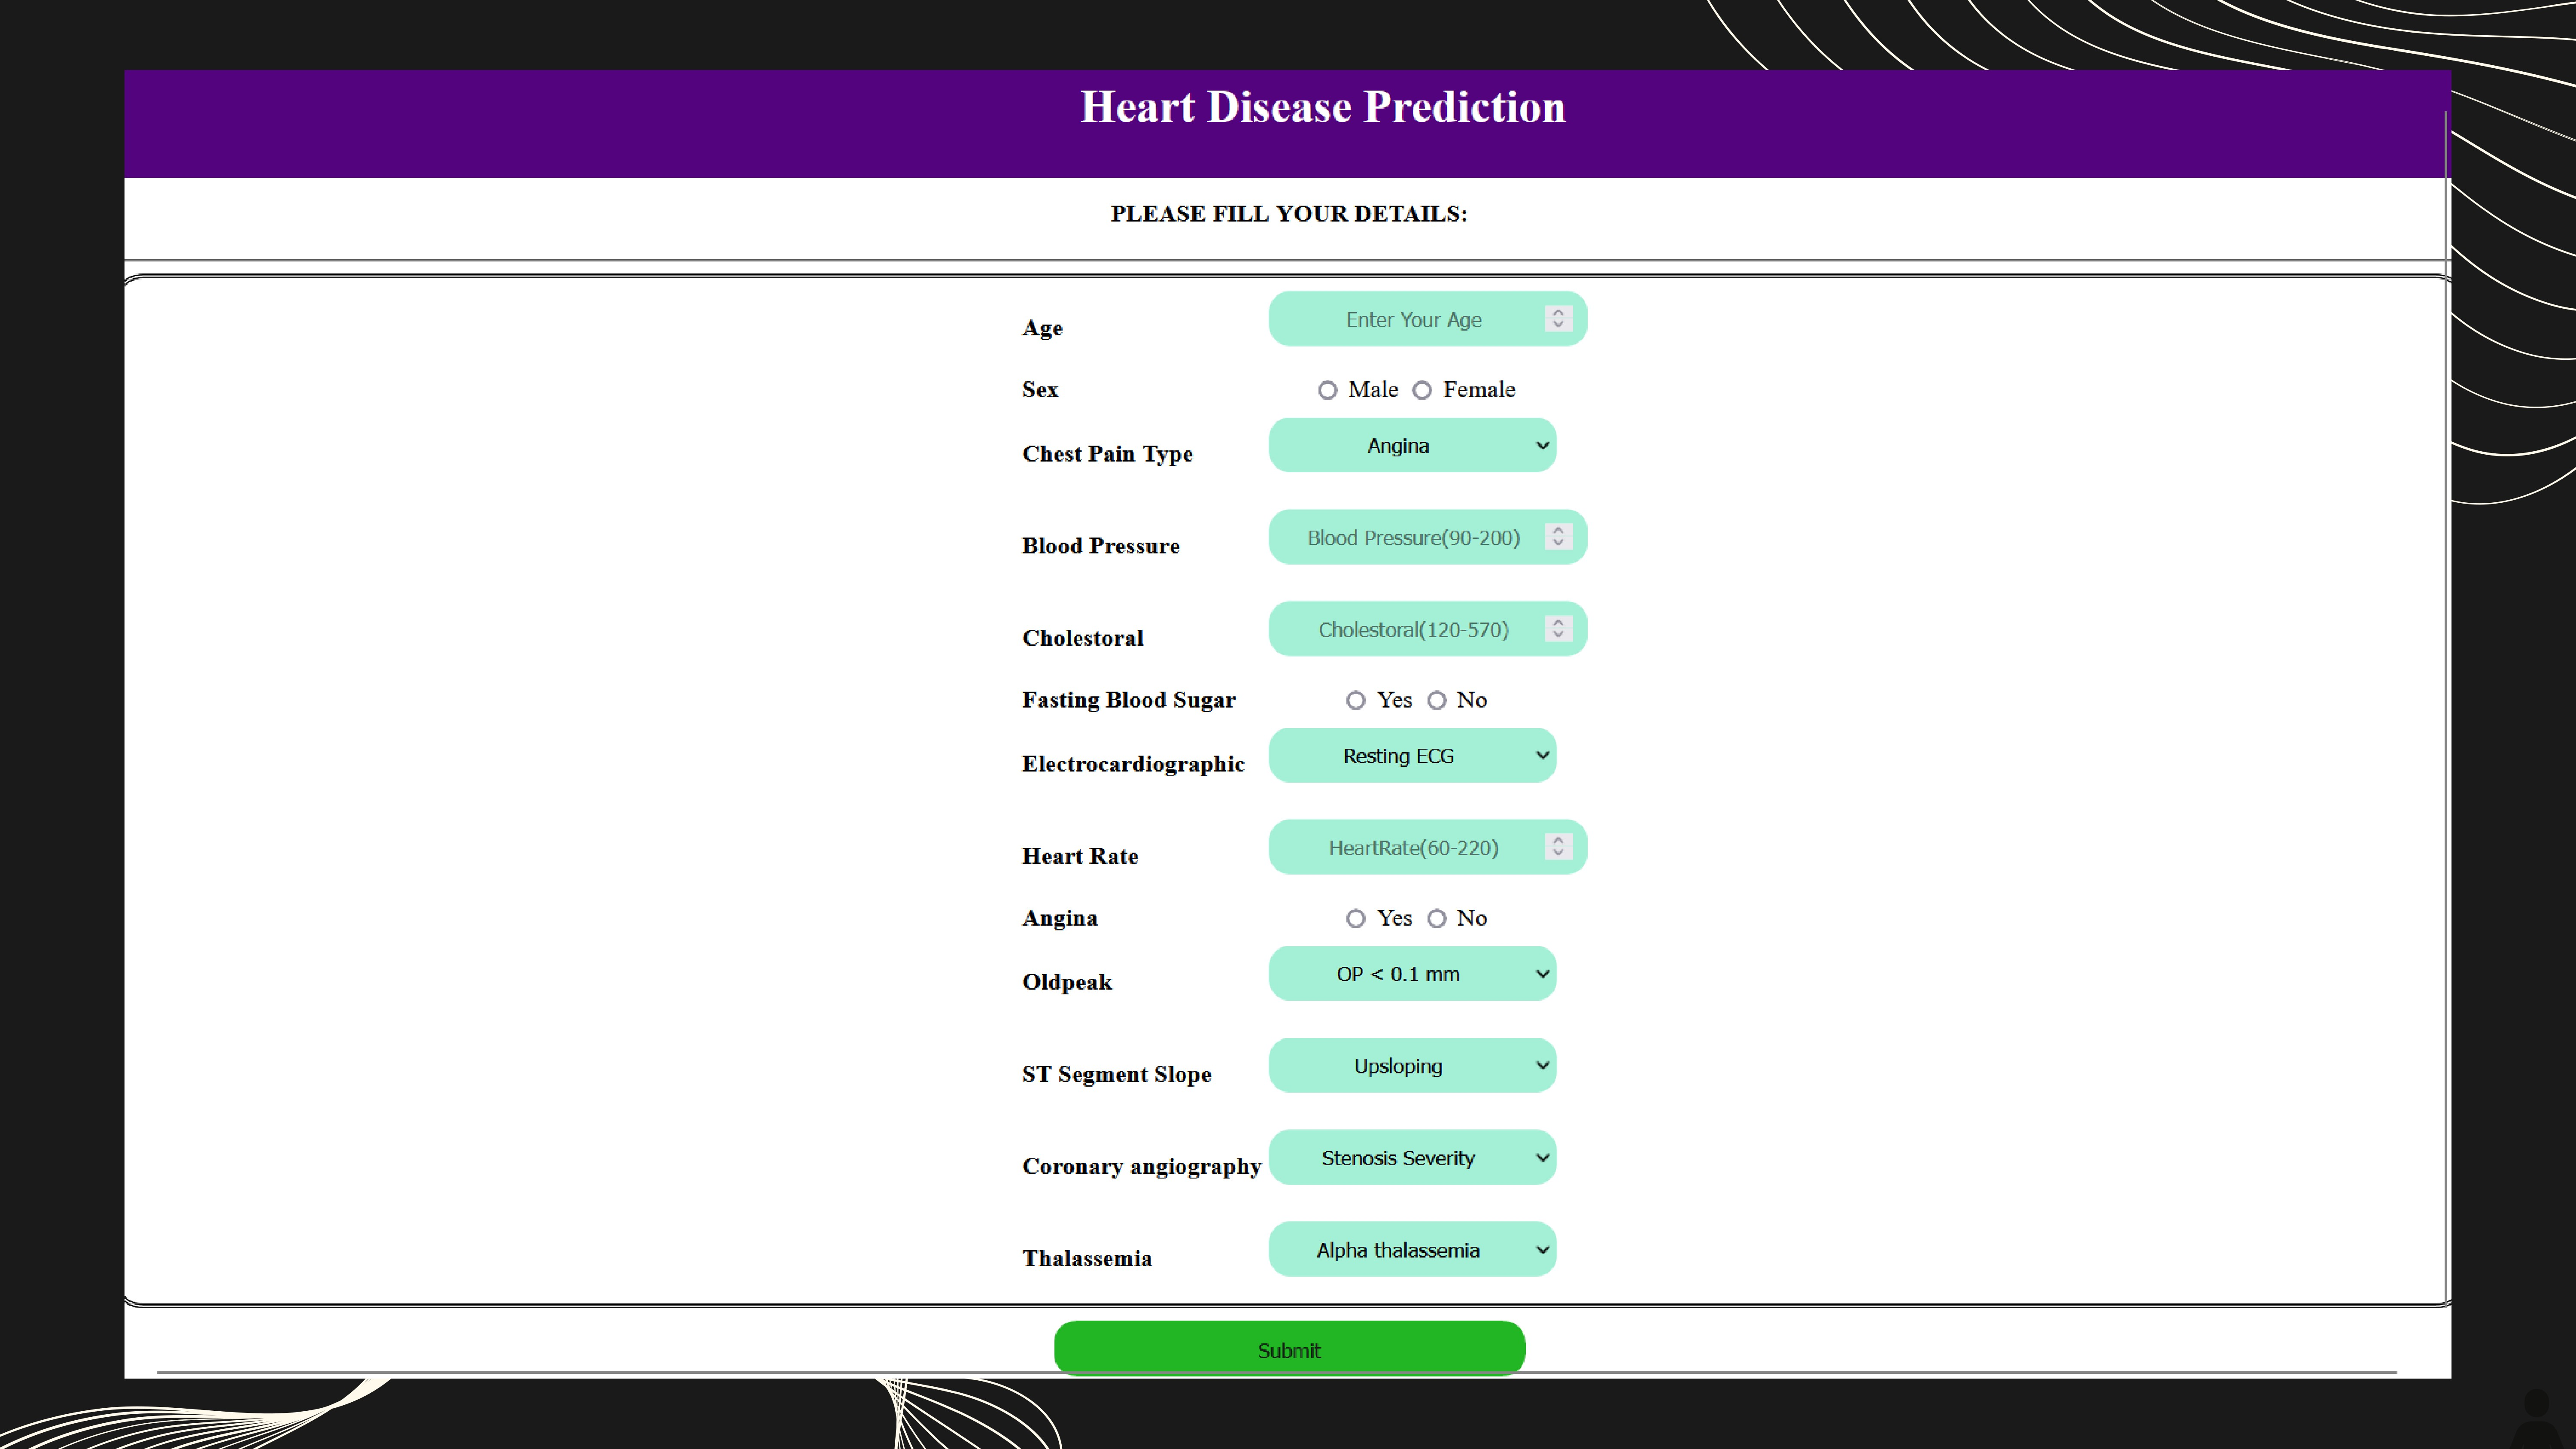 Heart Disease Prediction
PLEASE FILL YOUR DETAILS:
Age Enter Your Age
Sex Male Female
Chest Pain Type Angina
Blood Pressure Blood Pressure(90-200)
Cholestoral Cholestoral(120-570)
Fasting Blood Sugar Yes No
Electrocardiographic Resting ECG
Heart Rate HeartRate(60-220)
Angina Yes No
Oldpeak OP < 0.1 mm
ST Segment Slope Upsloping
Coronary angiography Stenosis Severity
Thalassemia Alpha thalassemia
Submit